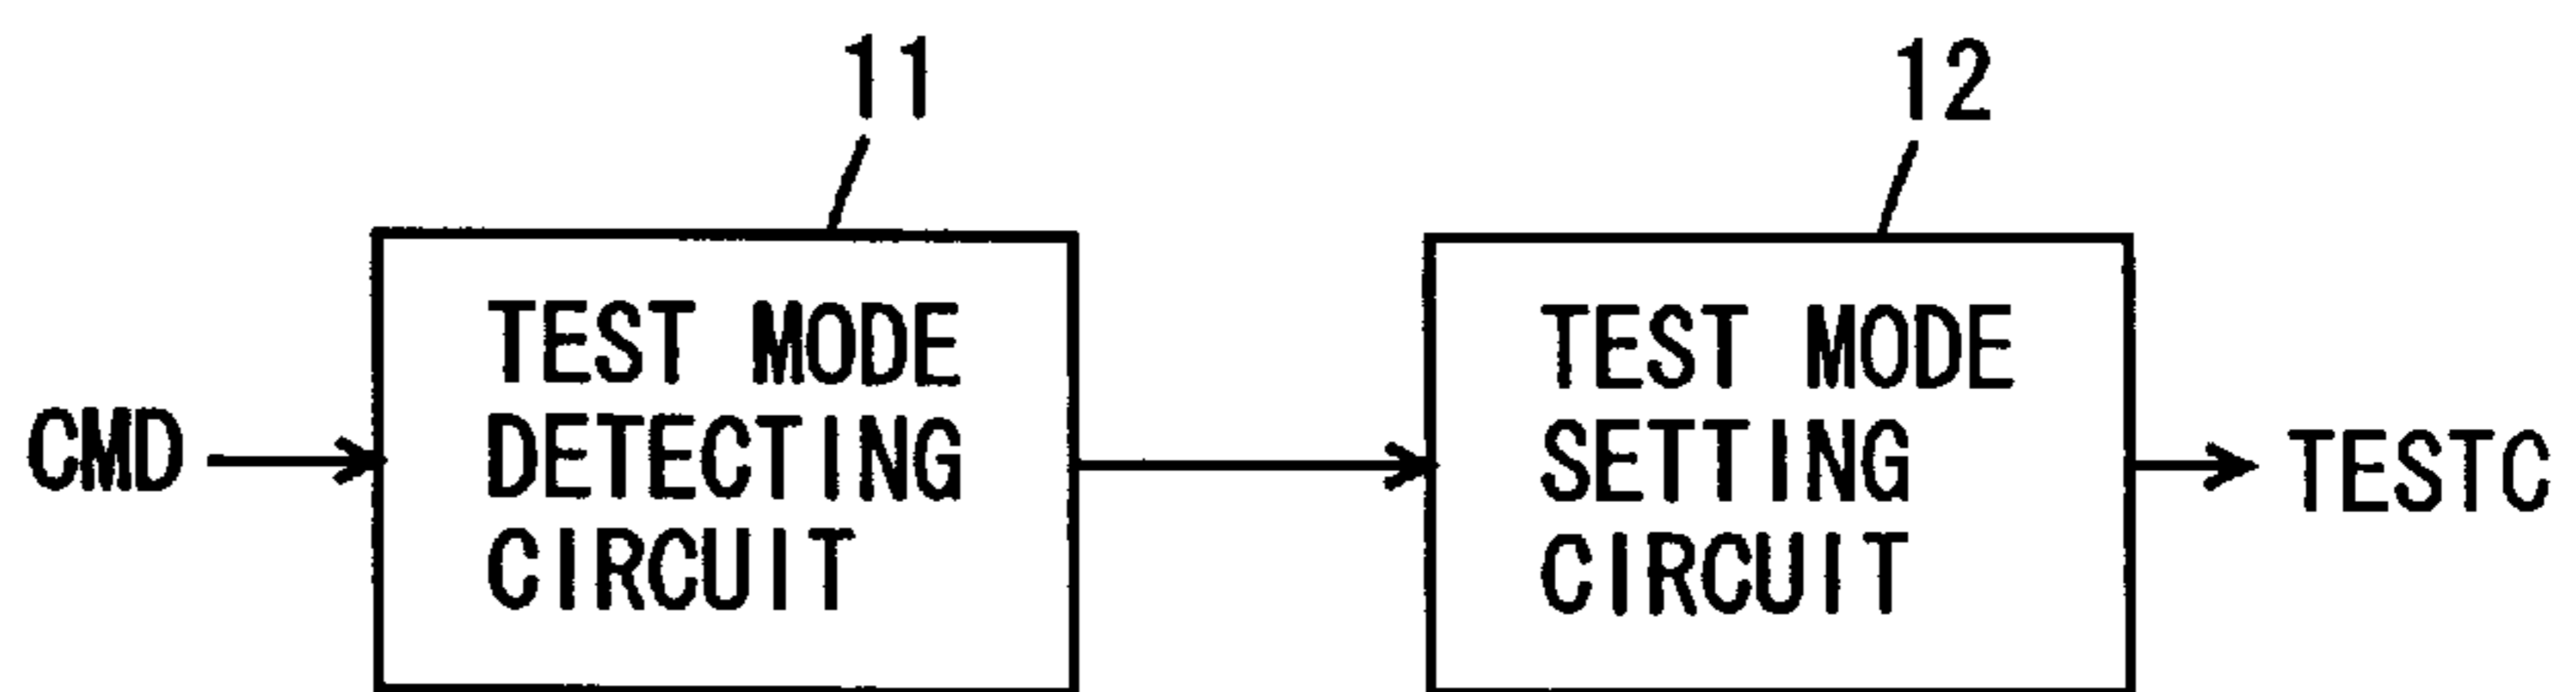 11
12
TEST MODE
DETECTING
CIRCUIT
TEST MODE
SETTING
CIRCUIT
CMD
TESTC